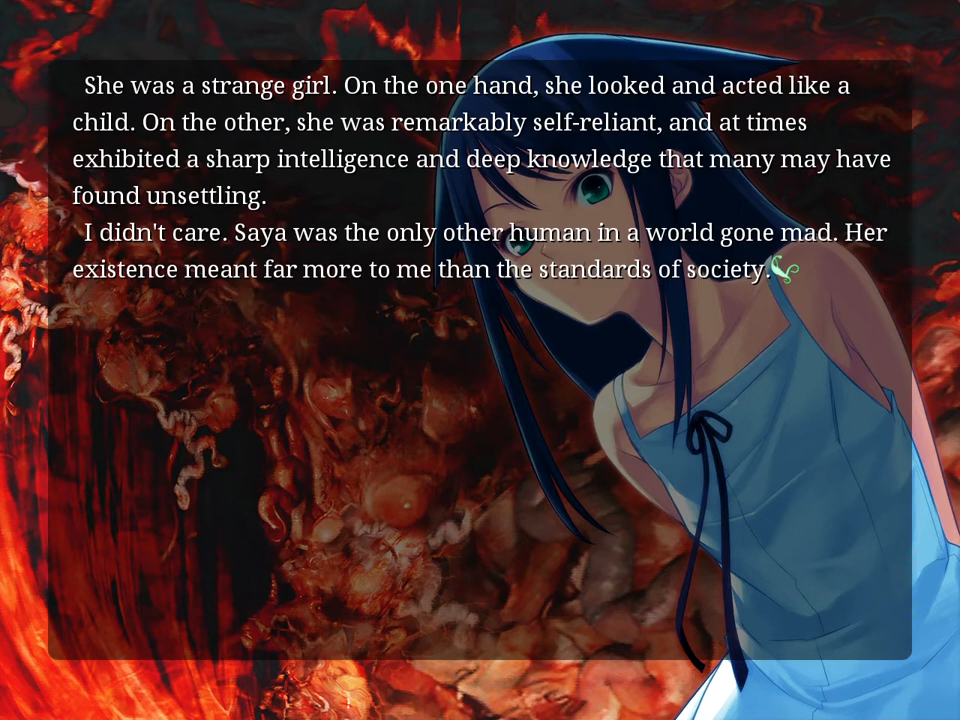 She was a strange girl. On the one hand, she looked and acted like a
child. On the other, she was remarkably self-reliant, and at times
exhibited a sharp intelligence and deep knowledge that many may have
found unsettling.
I didn't care. Saya was the only other human in a world gone mad. Her
existence meant far more to me than the standards of society.